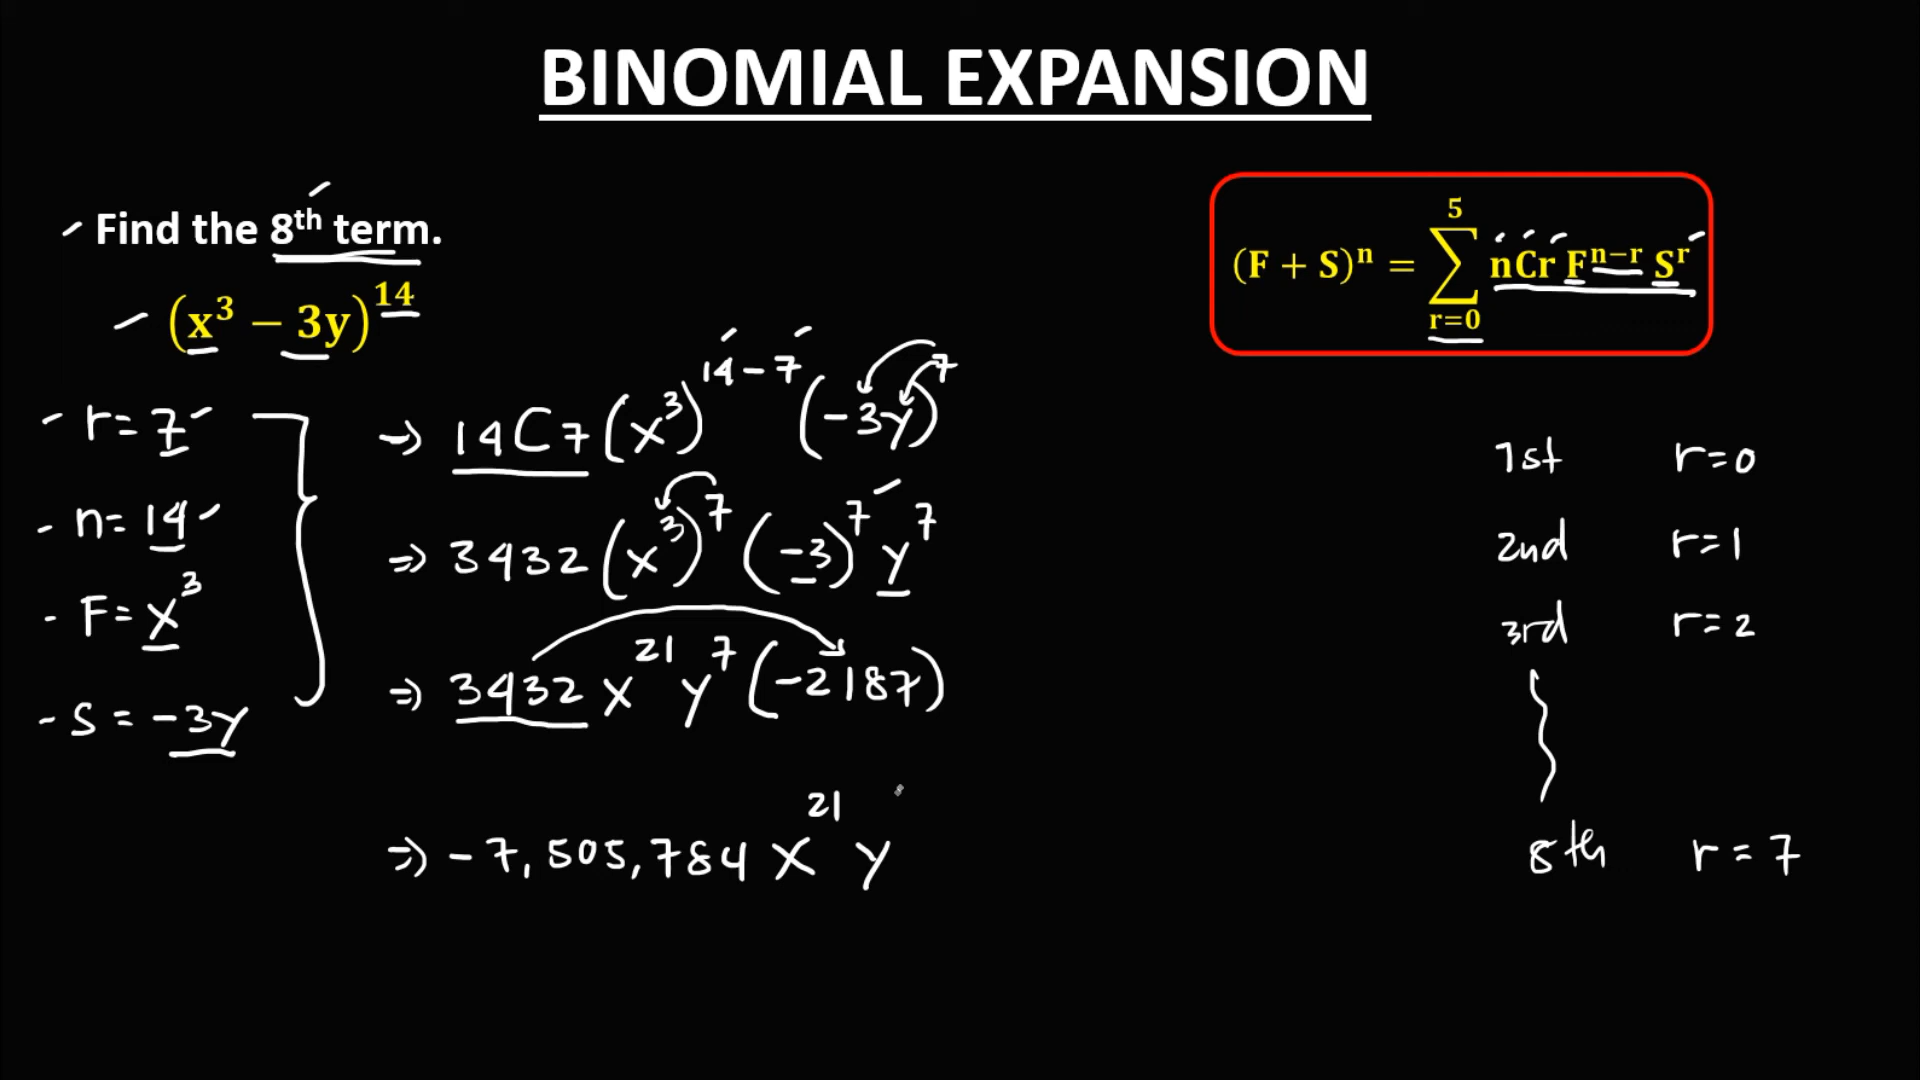 BINOMIAL EXPANSION
Find the 8th term.
(x³ − 3y)¹⁴
(F + S)ⁿ = 5 ∑ r=0 nCr Fⁿ⁻ʳ Sʳ
- r = 7
- n = 14
- F = x³
- S = -3y
→ 14C7 (x³)¹⁴⁻⁷ (-3y)⁷
⇒ 3432 (x³)⁷ (-3)⁷ y⁷
⇒ 3432 x²¹ y⁷ (-2187)
⇒ -7,505,784 x²¹ y
1st r=0
2nd r=1
3rd r=2
8th r=7